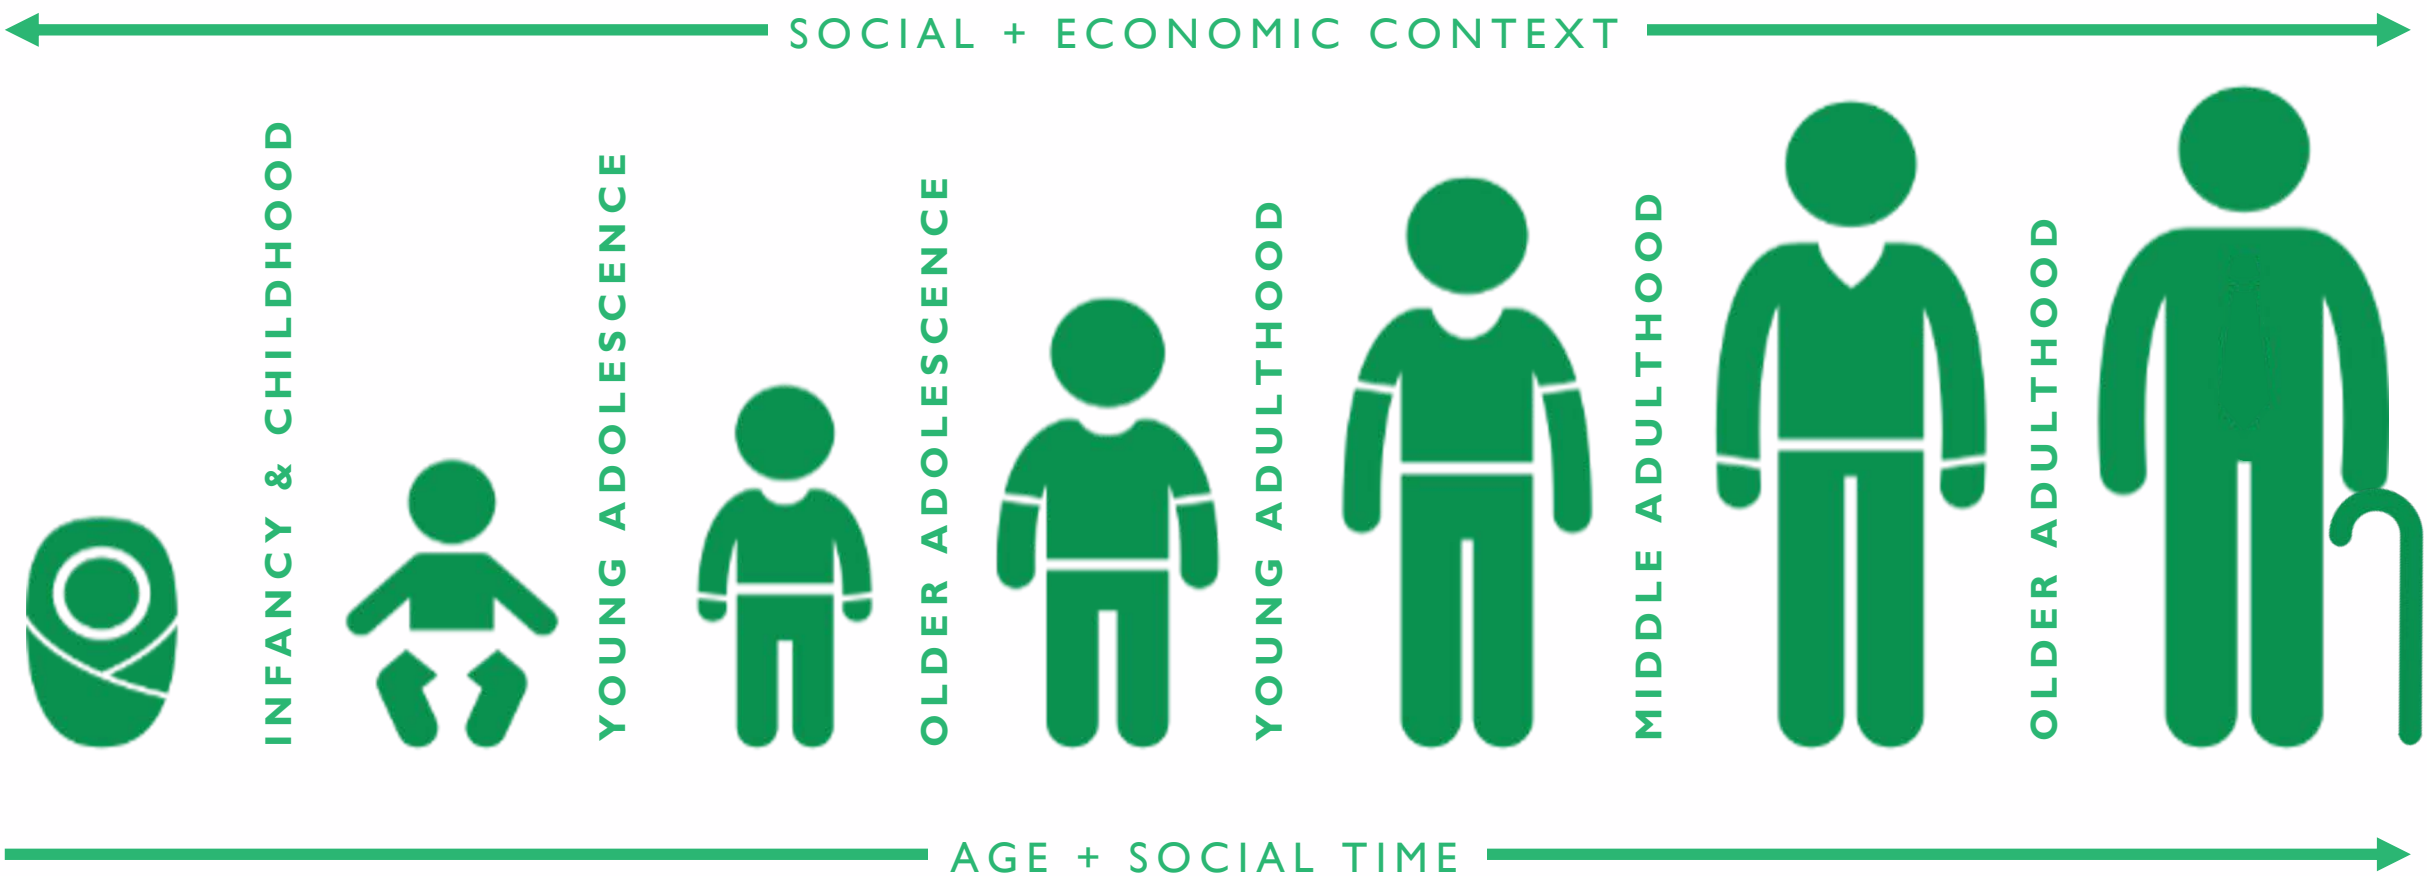 SOCIAL + ECONOMIC CONTEXT
INFANCY & CHILDHOOD
YOUNG ADOLESCENCE
OLDER ADOLESCENCE
YOUNG ADULTHOOD
MIDDLE ADULTHOOD
OLDER ADULTHOOD
AGE + SOCIAL TIME